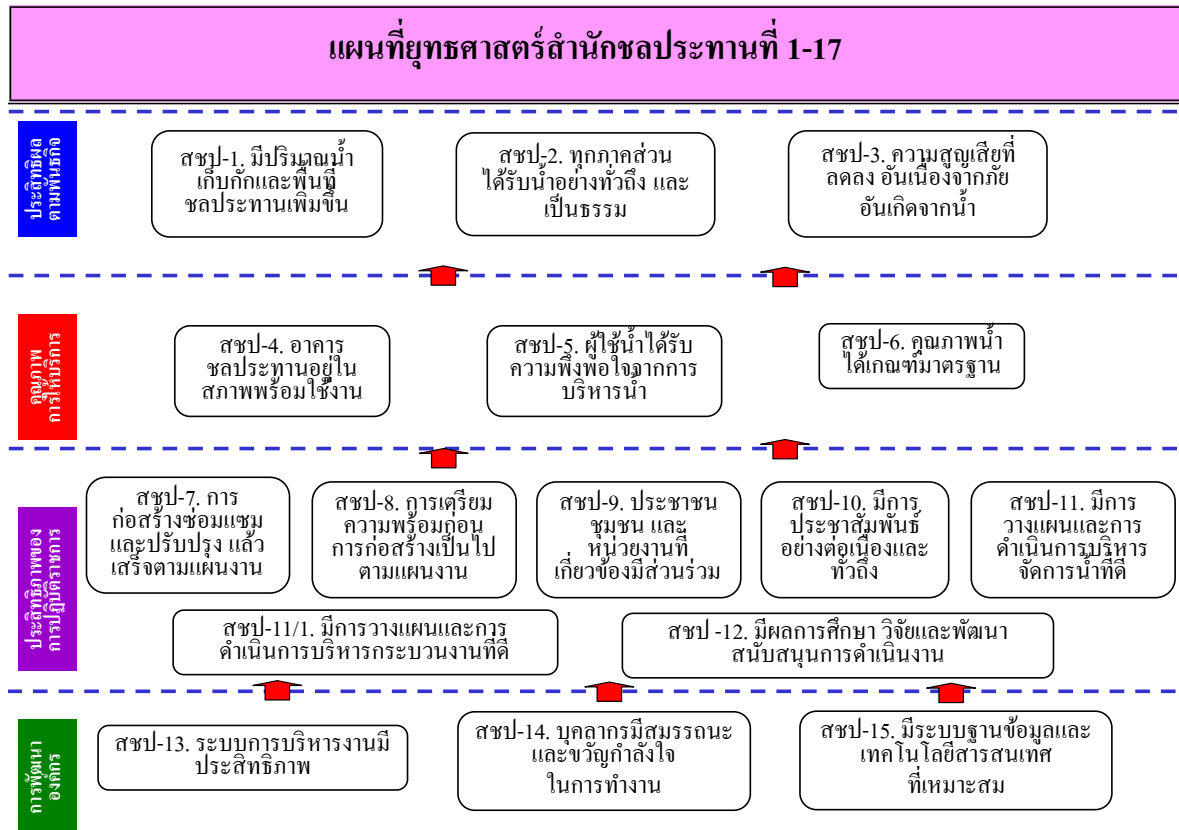 แผนที่ยุทธศาสตร์สำนักชลประทานที่ 1-17
ประสิทธิผล
ตามพันธกิจ
สชป-1. มีปริมาณน้ำ
เก็บกักและพื้นที่
ชลประทานเพิ่มขึ้น
สชป-2. ทุกภาคส่วน
ได้รับน้ำอย่างทั่วถึง และ
เป็นธรรม
สชป-3. ความสูญเสียที่
ลดลง อันเนื่องจากภัย
อันเกิดจากน้ำ
คุณภาพ
การให้บริการ
สชป-4. อาคาร
ชลประทานอยู่ใน
สภาพพร้อมใช้งาน
สชป-5. ผู้ใช้น้ำได้รับ
ความพึงพอใจจากการ
บริหารน้ำ
สชป-6. คุณภาพน้ำ
ได้เกณฑ์มาตรฐาน
ประสิทธิภาพของ
การปฏิบัติราชการ
สชป-7. การ
ก่อสร้างซ่อมแซม
และปรับปรุง แล้ว
เสร็จตามแผนงาน
สชป-8. การเตรียม
ความพร้อมก่อน
การก่อสร้างเป็นไป
ตามแผนงาน
สชป-9. ประชาชน
ชุมชน และ
หน่วยงานที่
เกี่ยวข้องมีส่วนร่วม
สชป-10. มีการ
ประชาสัมพันธ์
อย่างต่อเนื่องและ
ทั่วถึง
สชป-11. มีการ
วางแผนและการ
ดำเนินการบริหาร
จัดการน้ำที่ดี
สชป-11/1. มีการวางแผนและการ
ดำเนินการบริหารกระบวนงานที่ดี
สชป -12. มีผลการศึกษา วิจัยและพัฒนา
สนับสนุนการดำเนินงาน
การพัฒนา
องค์กร
สชป-13. ระบบการบริหารงานมี
ประสิทธิภาพ
สชป-14. บุคลากรมีสมรรถนะ
และขวัญกำลังใจ
ในการทำงาน
สชป-15. มีระบบฐานข้อมูลและ
เทคโนโลยีสารสนเทศ
ที่เหมาะสม